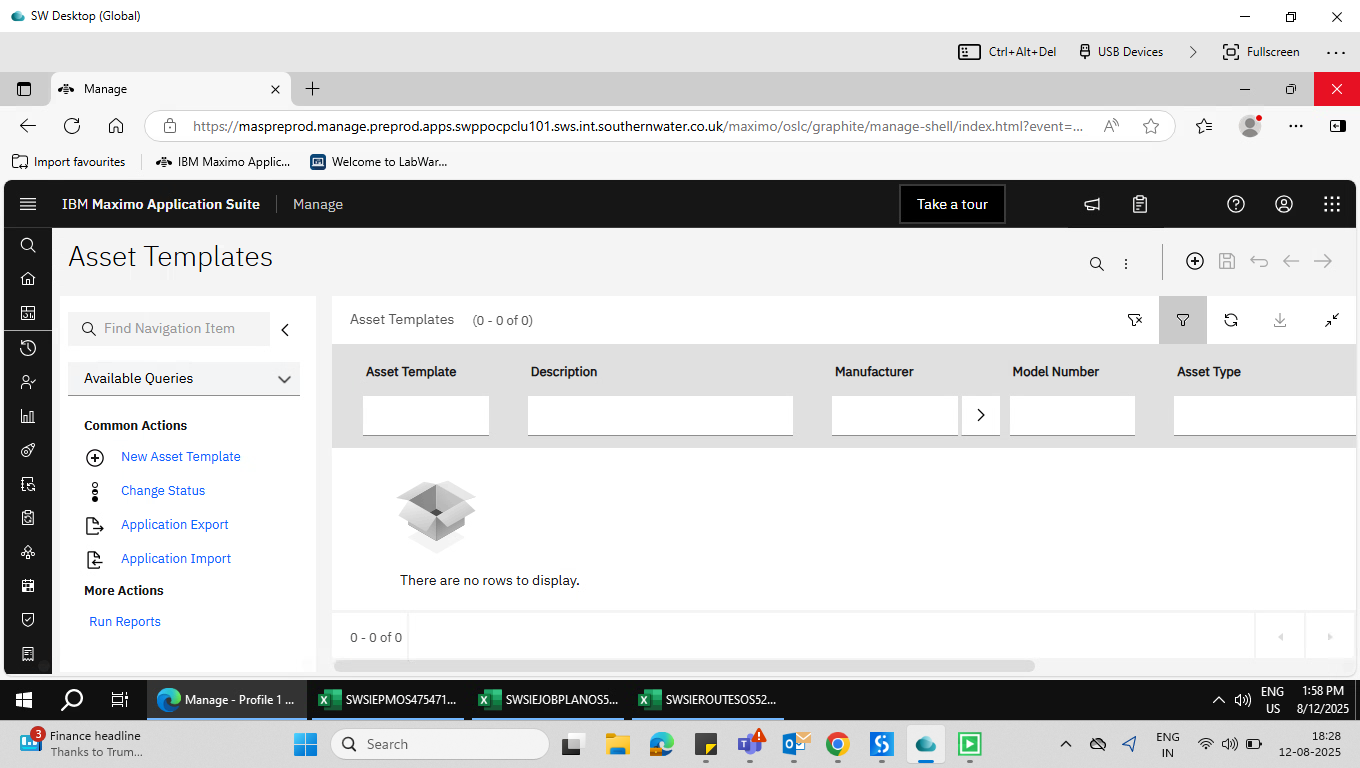 SW Desktop (Global)
Ctrl+Alt+Del
USB Devices
Fullscreen
Manage
https://maspreprod.manage.preprod.apps.swppocpclu101.sws.int.southernwater.co.uk/maximo/oslc/graphite/manage-shell/index.html?event=...
Import favourites
IBM Maximo Applic...
Welcome to LabWar...
IBM Maximo Application Suite
Manage
Take a tour
Asset Templates
Find Navigation Item
Available Queries
Common Actions
New Asset Template
Change Status
Application Export
Application Import
More Actions
Run Reports
Asset Templates (0 - 0 of 0)
Asset Template
Description
Manufacturer
Model Number
Asset Type
There are no rows to display.
0 - 0 of 0
Manage - Profile 1 ...
SWSIEPMOS475471...
SWSIEJOBPLANOS5...
SWSIEROUTESOS52...
ENG
US
1:58 PM
8/12/2025
3
Finance headline
Thanks to Trum...
Search
ENG
IN
18:28
12-08-2025